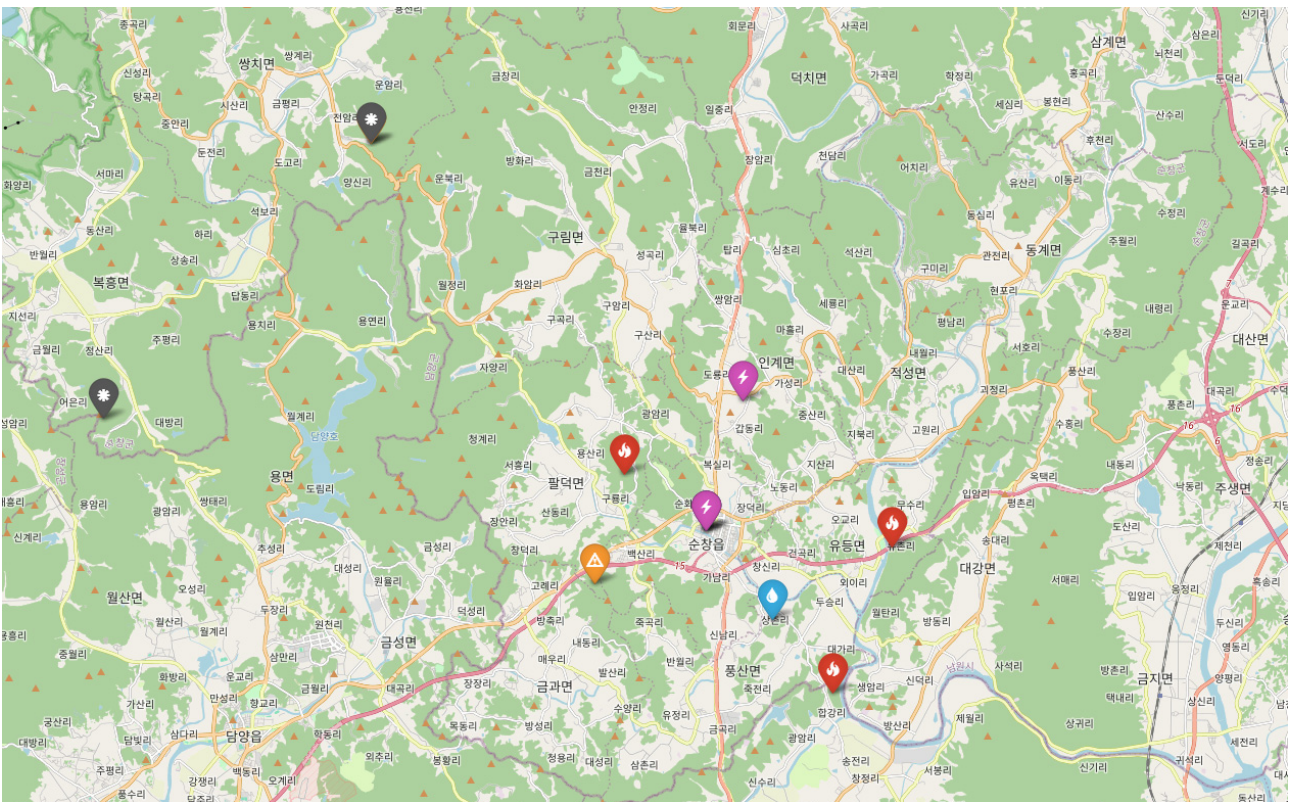 종곡리
회문리
사곡리
신기리
쌍치면
쌍계리
신성리
탕곡리
시산리
금평리
운암리
중안리
둔전리
도고리
금창리
안정리
일중리
덕치면
가곡리
학정리
세심리
봉현리
홍곡리
삼계면
뇌천리
삼은리
둔덕리
산수리
후천리
서도리
화암리
서마리
양신리
운북리
방화리
금천리
장암리
천담리
어치리
유산리
이동리
계수리
석보리
동산리
하리
반월리
상송리
복흥면
답동리
구림면
율북리
성곡리
탑리
심초리
석산리
동심리
관전리
동계면
수정리
주월리
길곡리
구미리
현포리
월정리
화암리
지선리
용치리
용연리
구곡리
구암리
쌍암리
세룡리
내령리
운교리
금월리
정산리
주평리
구산리
마흘리
평남리
서호리
수장리
대산면
자양리
인계면
대산리
내월리
적성면
풍산리
어은리
가성리
괴정리
대곡리
풍촌리
16
16
6
대방리
월계리
담양호
광암리
중산리
갑동리
지북리
고원리
수홍리
청계리
서흥리
용산리
복실리
지산리
내동리
정송리
용면
도림리
팔덕면
구룡리
노동리
옥택리
입암리
평촌리
낙동리
주생면
용암리
광암리
쌍태리
산동리
장안리
장덕리
무수리
오교리
도산리
신계리
추성리
금성리
창덕리
백산리
순창읍
유등면
건곡리
송대리
제천리
15
대성리
원율리
고례리
가남리
창신리
외이리
대강면
서매리
흑송리
월산면
오성리
두장리
덕성리
방축리
죽곡리
두승리
월탄리
방동리
입암리
옹정리
두신리
월산리
월계리
원천리
금성면
내동리
신남리
대가리
영동리
중월리
삼만리
매우리
반월리
풍산면
사석리
방촌리
화방리
운교리
금월리
대곡리
장장리
금과면
발산리
죽전리
생암리
신덕리
택내리
금지면
양평리
가산리
만성리
향교리
수양리
유정리
합강리
상신리
궁산리
삼다리
담양읍
학동리
목동리
방성리
금곡리
광암리
방산리
제월리
상귀리
대방리
담빛리
외추리
봉황리
정용리
대성리
삼촌리
송전리
세전리
주평리
강쟁리
백동리
오계리
신수리
창정리
서봉리
신기리
귀석리
풍수리
동산리